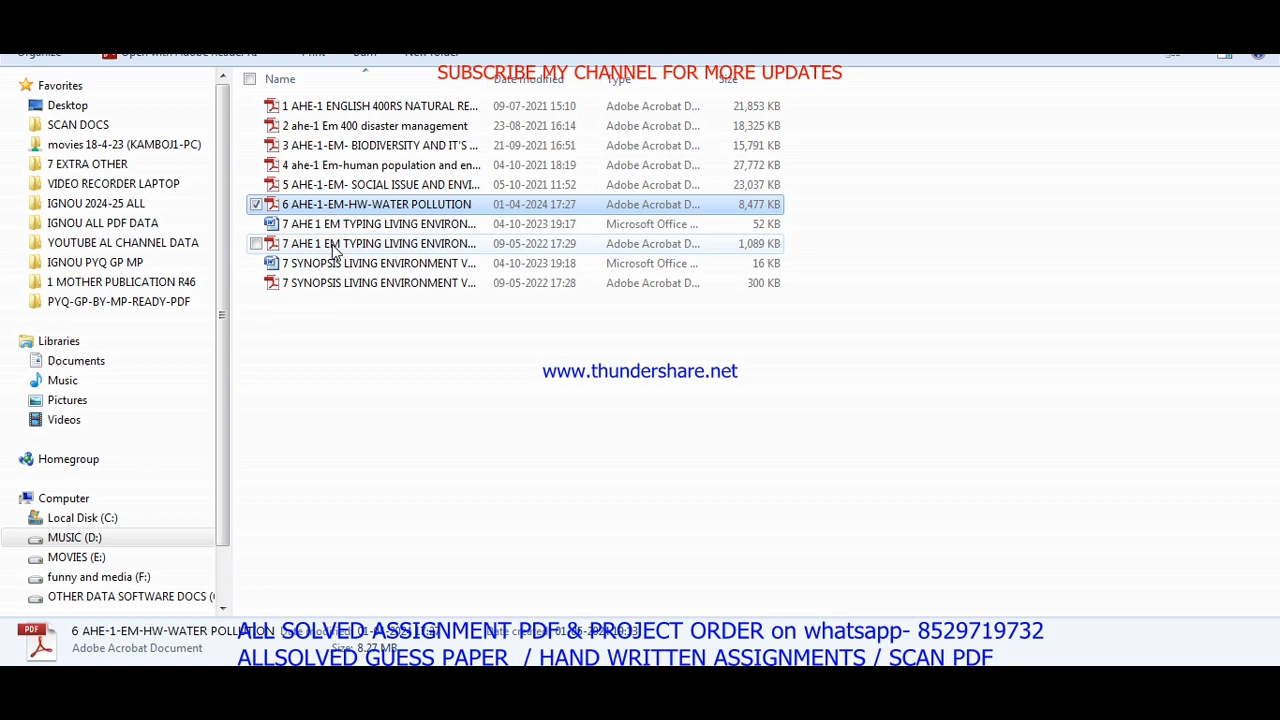 SUBSCRIBE MY CHANNEL FOR MORE UPDATES
Name Date modified Type Size
Favorites
Desktop
SCAN DOCS
movies 18-4-23 (KAMBOJ1-PC)
7 EXTRA OTHER
VIDEO RECORDER LAPTOP
IGNOU 2024-25 ALL
IGNOU ALL PDF DATA
YOUTUBE AL CHANNEL DATA
IGNOU PYQ GP MP
1 MOTHER PUBLICATION R46
PYQ-GP-BY-MP-READY-PDF
Libraries
Documents
Music
Pictures
Videos
Homegroup
Computer
Local Disk (C:)
MUSIC (D:)
MOVIES (E:)
funny and media (F:)
OTHER DATA SOFTWARE DOCS (
1 AHE-1 ENGLISH 400RS NATURAL RE... 09-07-2021 15:10 Adobe Acrobat D... 21,853 KB
2 ahe-1 Em 400 disaster management 23-08-2021 16:14 Adobe Acrobat D... 18,325 KB
3 AHE-1-EM- BIODIVERSITY AND IT'S ... 21-09-2021 16:51 Adobe Acrobat D... 15,791 KB
4 ahe-1 Em-human population and en... 04-10-2021 18:19 Adobe Acrobat D... 27,772 KB
5 AHE-1-EM- SOCIAL ISSUE AND ENVI... 05-10-2021 11:52 Adobe Acrobat D... 23,037 KB
6 AHE-1-EM-HW-WATER POLLUTION 01-04-2024 17:27 Adobe Acrobat D... 8,477 KB
7 AHE 1 EM TYPING LIVING ENVIRON... 04-10-2023 19:17 Microsoft Office ... 52 KB
7 AHE 1 EM TYPING LIVING ENVIRON... 09-05-2022 17:29 Adobe Acrobat D... 1,089 KB
7 SYNOPSIS LIVING ENVIRONMENT V... 04-10-2023 19:18 Microsoft Office ... 16 KB
7 SYNOPSIS LIVING ENVIRONMENT V... 09-05-2022 17:28 Adobe Acrobat D... 300 KB
www.thundershare.net
6 AHE-1-EM-HW-WATER POLLUTION
Adobe Acrobat Document Size: 8.27 MB
ALL SOLVED ASSIGNMENT PDF & PROJECT ORDER on whatsapp- 8529719732
ALLSOLVED GUESS PAPER / HAND WRITTEN ASSIGNMENTS / SCAN PDF